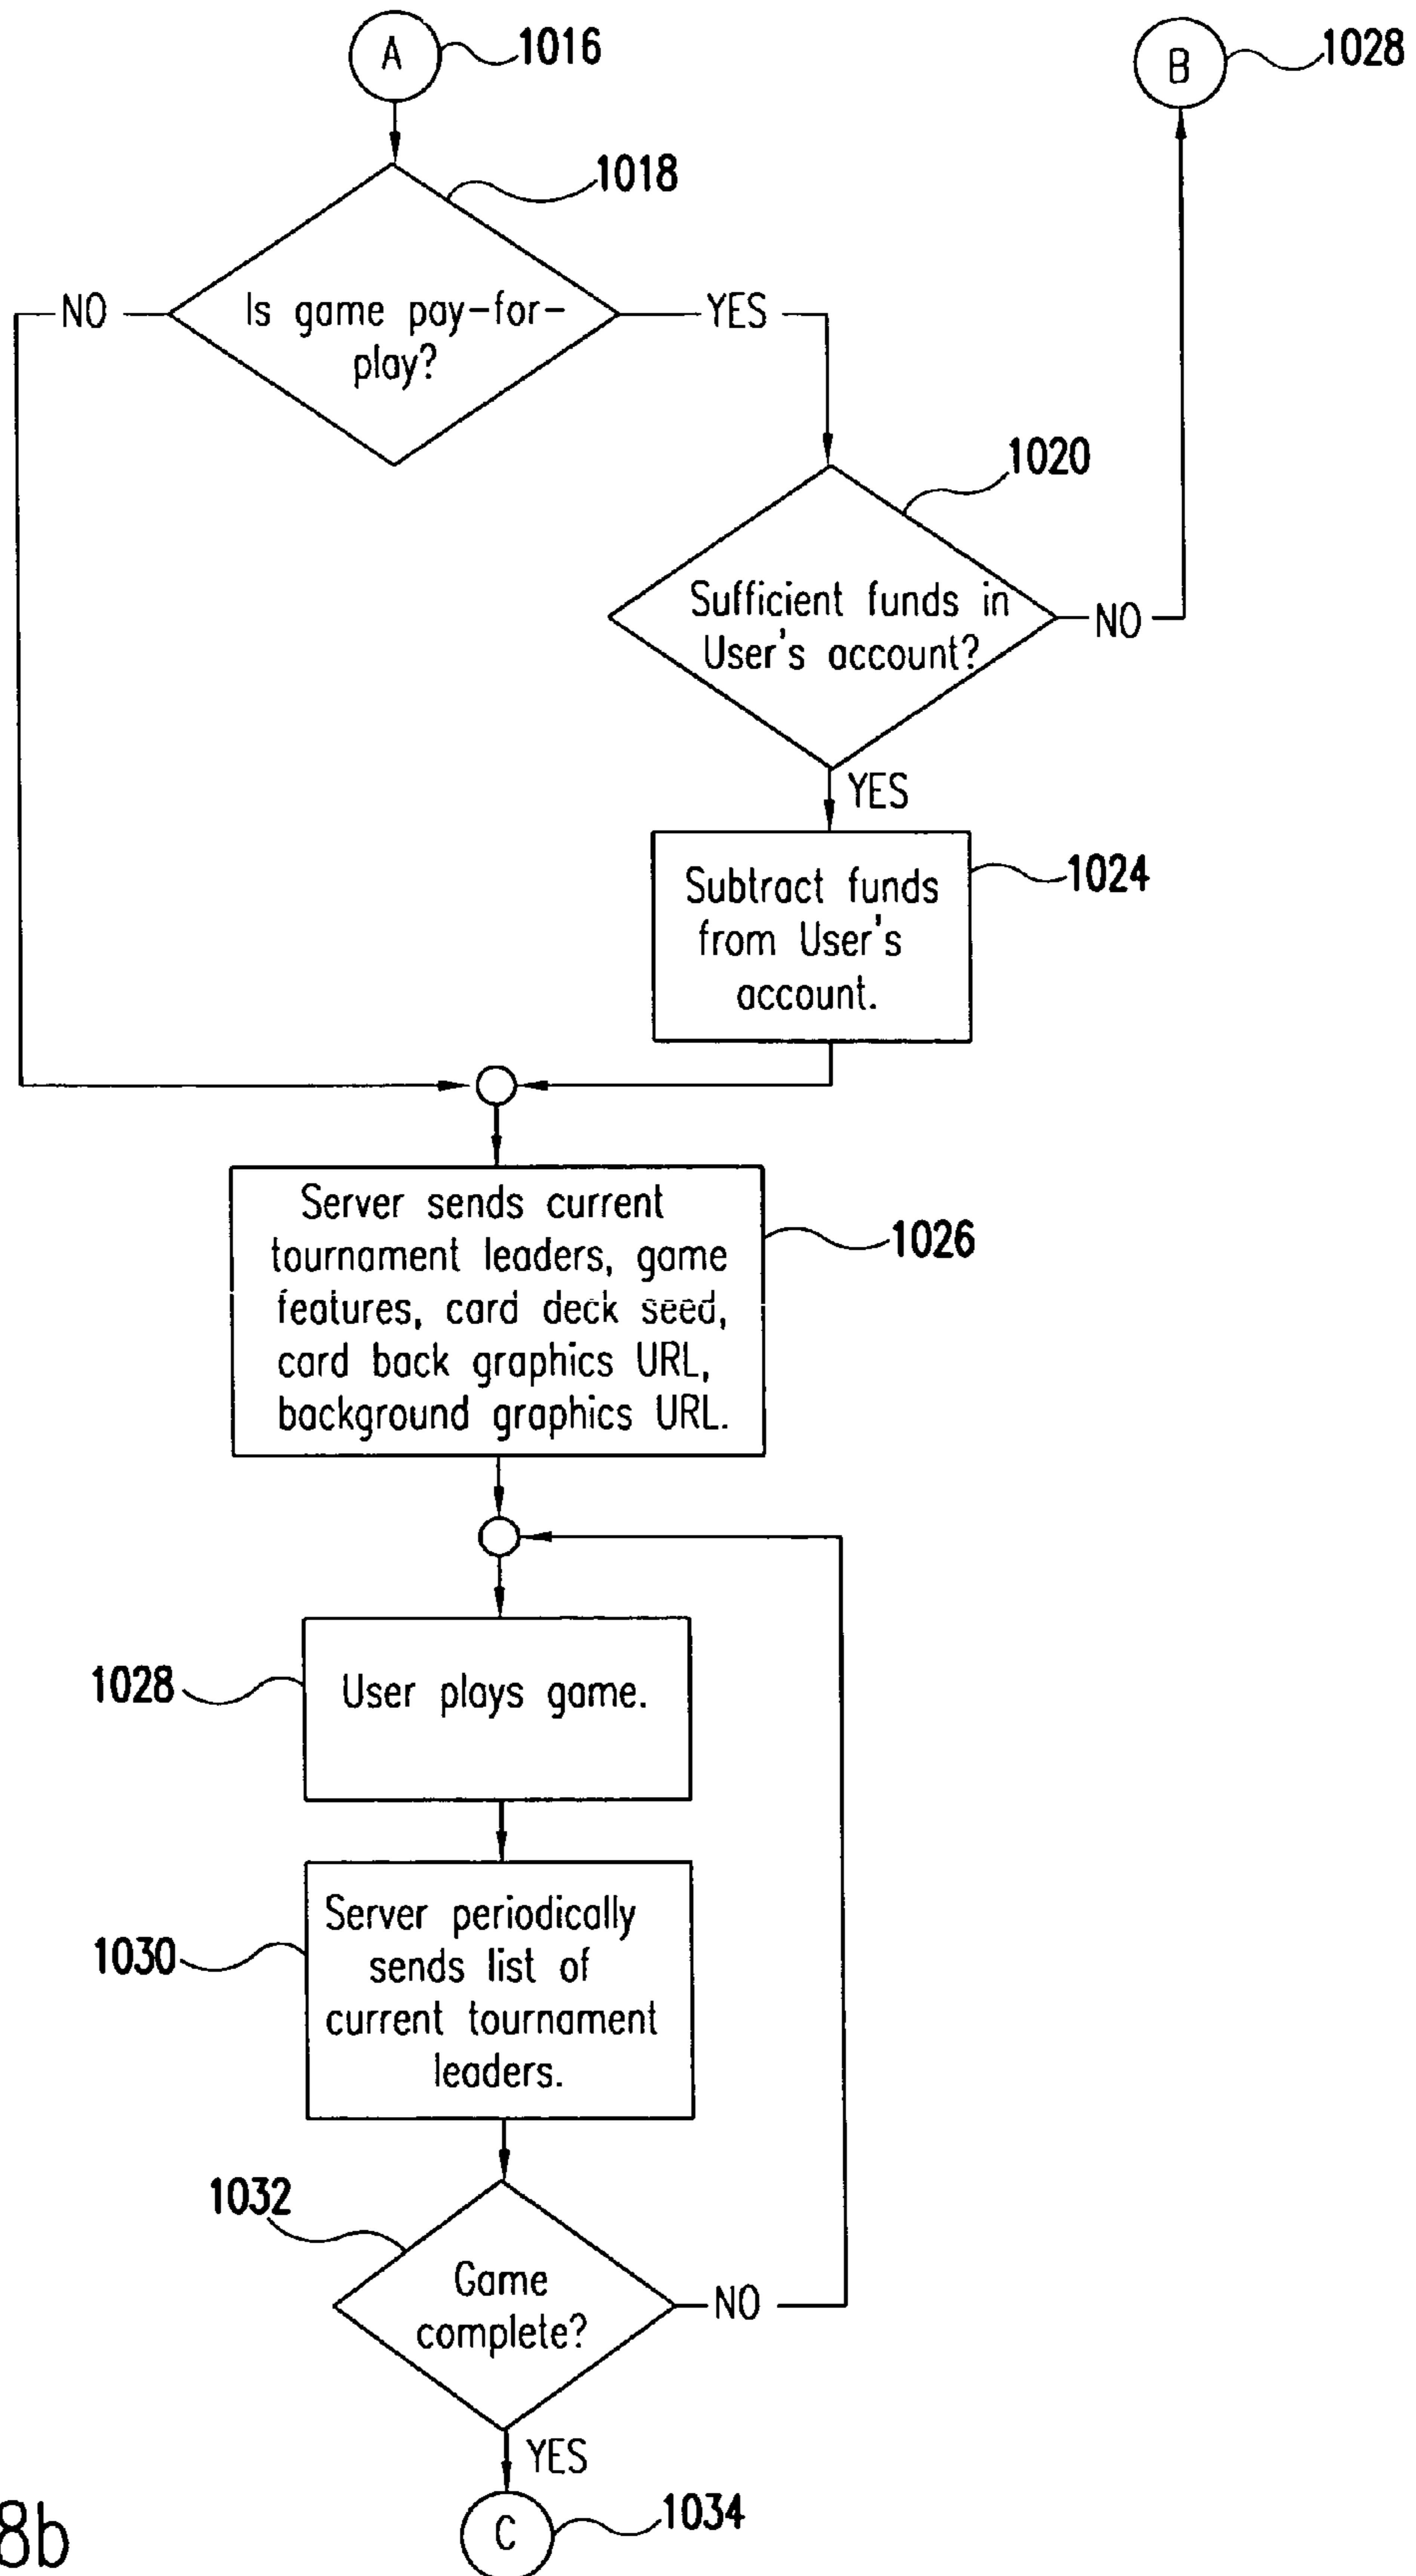 A
1016
B
1028
1018
NO
Is game pay-for-
play?
YES
1020
Sufficient funds in
User's account?
NO
YES
Subtract funds
from User's
account.
1024
Server sends current
tournament leaders, game
features, card deck seed,
card back graphics URL,
background graphics URL.
1026
1028
User plays game.
1030
Server periodically
sends list of
current tournament
leaders.
1032
Game
complete?
NO
YES
C
1034
8b